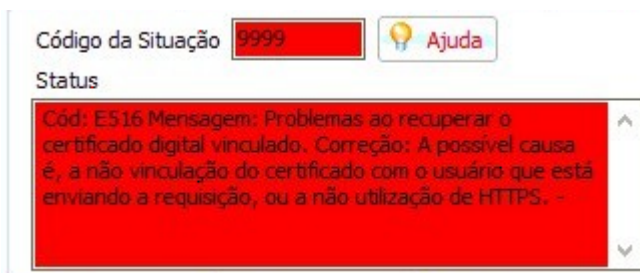 Código da Situação 9999 Ajuda
Status
Cód: E516 Mensagem: Problemas ao recuperar o
certificado digital vinculado. Correção: A possível causa
é, a não vinculação do certificado com o usuário que está
enviando a requisição, ou a não utilização de HTTPS. -